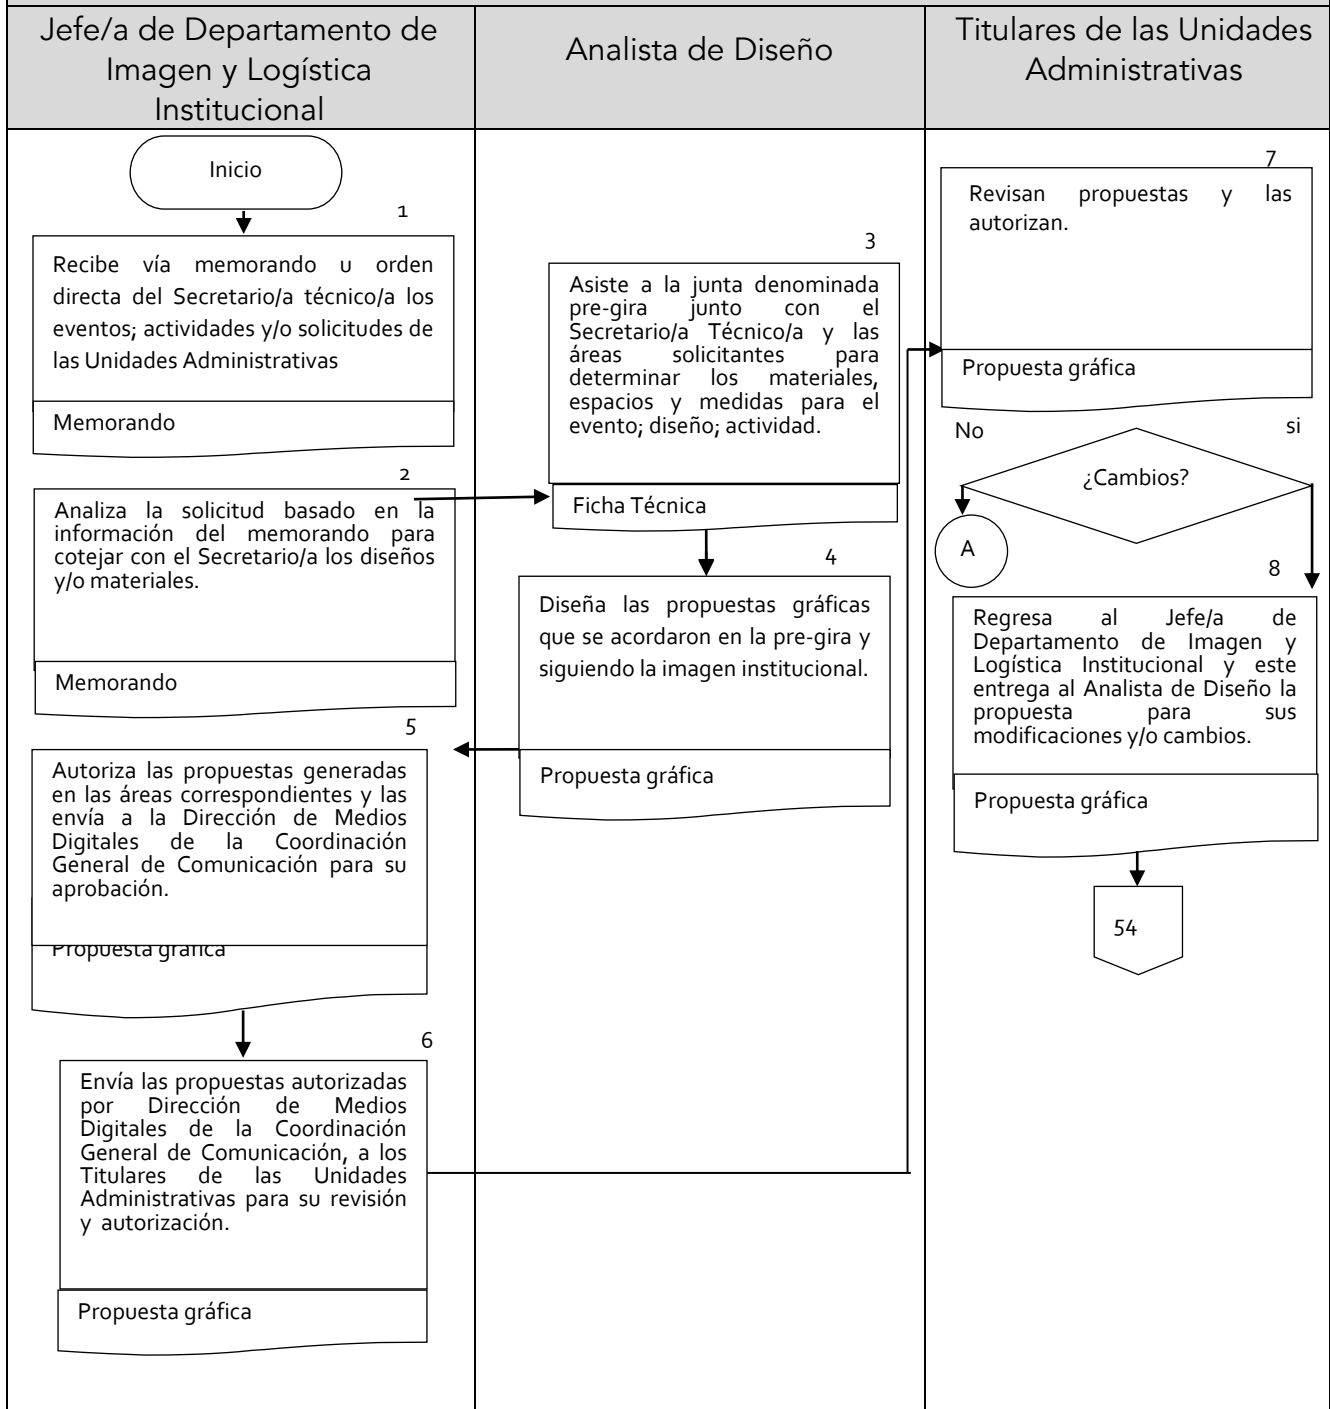 Jefe/a de Departamento de
Imagen y Logística
Institucional
Analista de Diseño
Titulares de las Unidades
Administrativas
Inicio
1
Recibe vía memorando u orden
directa del Secretario/a técnico/a los
eventos; actividades y/o solicitudes de
las Unidades Administrativas
Memorando
2
Analiza la solicitud basado en la
información del memorando para
cotejar con el Secretario/a los diseños
y/o materiales.
Memorando
3
Asiste a la junta denominada
pre-gira junto con el
Secretario/a Técnico/a y las
áreas solicitantes para
determinar los materiales,
espacios y medidas para el
evento; diseño; actividad.
Ficha Técnica
4
Diseña las propuestas gráficas
que se acordaron en la pre-gira y
siguiendo la imagen institucional.
Propuesta gráfica
5
Autoriza las propuestas generadas
en las áreas correspondientes y las
envía a la Dirección de Medios
Digitales de la Coordinación
General de Comunicación para su
aprobación.
Propuesta gráfica
6
Envía las propuestas autorizadas
por Dirección de Medios
Digitales de la Coordinación
General de Comunicación, a los
Titulares de las Unidades
Administrativas para su revisión
y autorización.
Propuesta gráfica
7
Revisan propuestas y las
autorizan.
Propuesta gráfica
No
si
¿Cambios?
A
8
Regresa al Jefe/a de
Departamento de Imagen y
Logística Institucional y este
entrega al Analista de Diseño la
propuesta para sus
modificaciones y/o cambios.
Propuesta gráfica
54